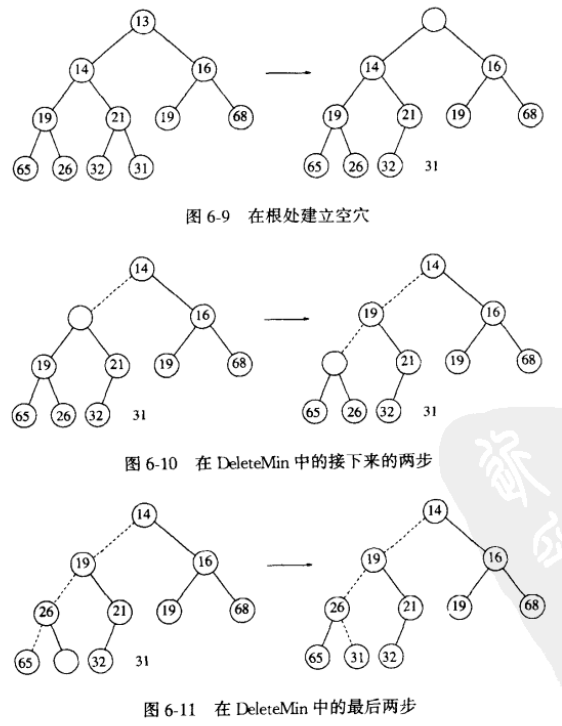 13
14 16 14 16
19 21 19 68 19 21 19 68
65 26 32 31 65 26 32 31
图 6-9 在根处建立空穴
14 14
16 19 16
19 21 19 68 21 19 68
65 26 32 31 65 26 32 31
图 6-10 在 DeleteMin 中的接下来的两步
14 14
19 16 19 16
26 21 19 68 26 21 19 68
65 32 31 65 31 32
图 6-11 在 DeleteMin 中的最后两步